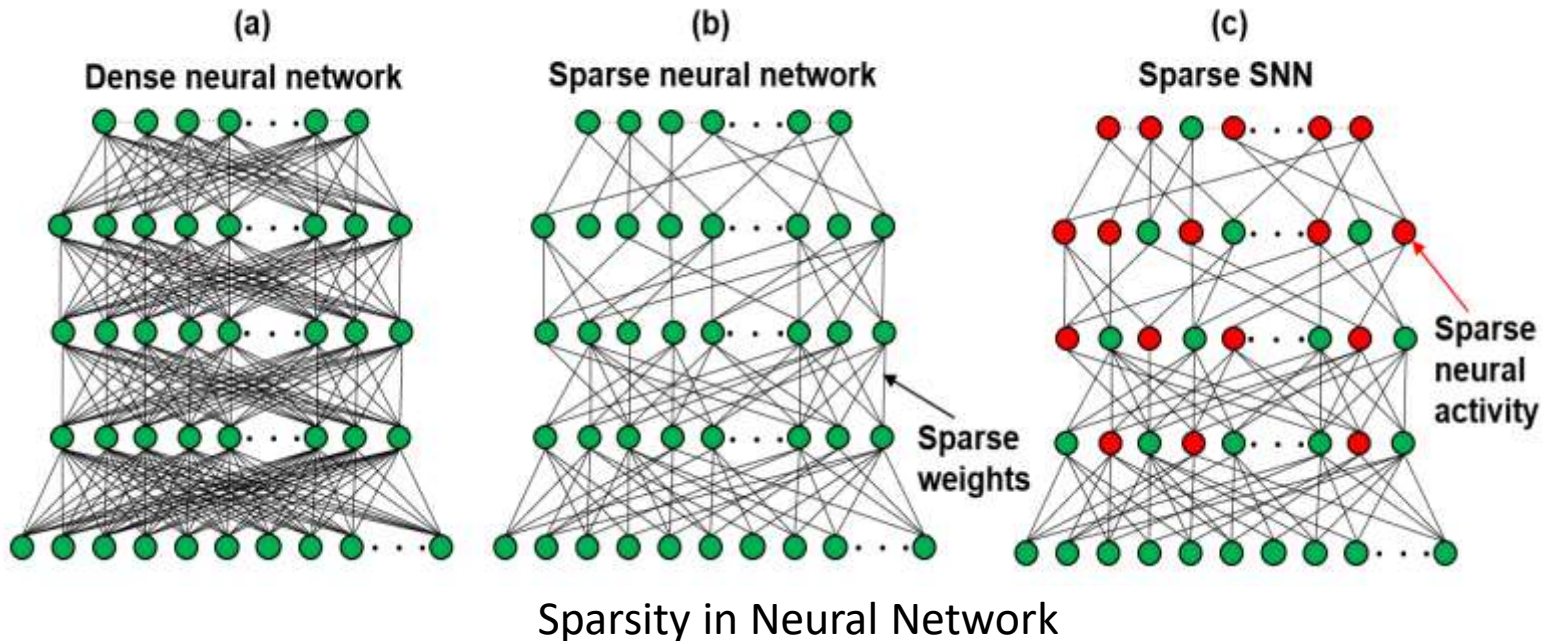 (a)
Dense neural network
(b)
Sparse neural network
(c)
Sparse SNN
Sparse
weights
Sparse
neural
activity
Sparsity in Neural Network